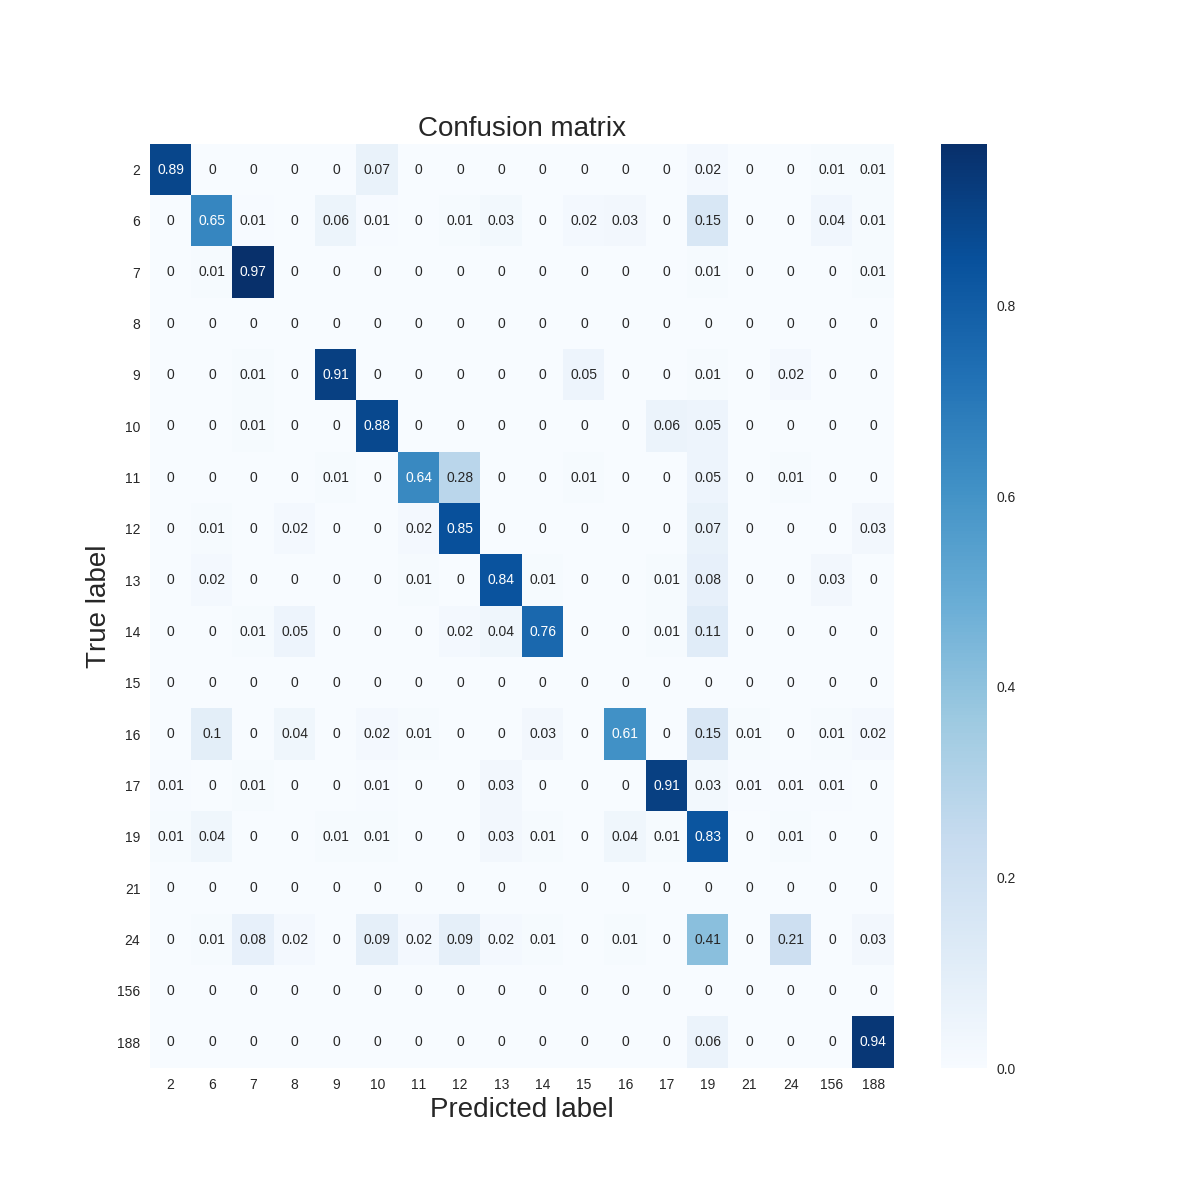 Confusion matrix
2 0.89 0 0 0 0 0.07 0 0 0 0 0 0 0 0.02 0 0 0.01 0.01
6 0 0.65 0.01 0 0.06 0.01 0 0.01 0.03 0 0.02 0.03 0 0.15 0 0 0.04 0.01
7 0 0.01 0.97 0 0 0 0 0 0 0 0 0 0 0.01 0 0 0 0.01
8 0 0 0 0 0 0 0 0 0 0 0 0 0 0 0 0 0 0
0.8
9 0 0 0.01 0 0.91 0 0 0 0 0 0.05 0 0 0.01 0 0.02 0 0
10 0 0 0.01 0 0 0.88 0 0 0 0 0 0 0.06 0.05 0 0 0 0
11 0 0 0 0 0.01 0 0.64 0.28 0 0 0.01 0 0 0.05 0 0.01 0 0
0.6
12 0 0.01 0 0.02 0 0 0.02 0.85 0 0 0 0 0 0.07 0 0 0 0.03
13 0 0.02 0 0 0 0 0.01 0 0.84 0.01 0 0 0.01 0.08 0 0 0.03 0
True label
14 0 0 0.01 0.05 0 0 0 0.02 0.04 0.76 0 0 0.01 0.11 0 0 0 0
15 0 0 0 0 0 0 0 0 0 0 0 0 0 0 0 0 0 0
0.4
16 0 0.1 0 0.04 0 0.02 0.01 0 0 0.03 0 0.61 0 0.15 0.01 0 0.01 0.02
17 0.01 0 0.01 0 0 0.01 0 0 0.03 0 0 0 0.91 0.03 0.01 0.01 0.01 0
19 0.01 0.04 0 0 0.01 0.01 0 0 0.03 0.01 0 0.04 0.01 0.83 0 0.01 0 0
0.2
21 0 0 0 0 0 0 0 0 0 0 0 0 0 0 0 0 0 0
24 0 0.01 0.08 0.02 0 0.09 0.02 0.09 0.02 0.01 0 0.01 0 0.41 0 0.21 0 0.03
156 0 0 0 0 0 0 0 0 0 0 0 0 0 0 0 0 0 0
188 0 0 0 0 0 0 0 0 0 0 0 0 0 0.06 0 0 0 0.94
0.0
2 6 7 8 9 10 11 12 13 14 15 16 17 19 21 24 156 188
Predicted label